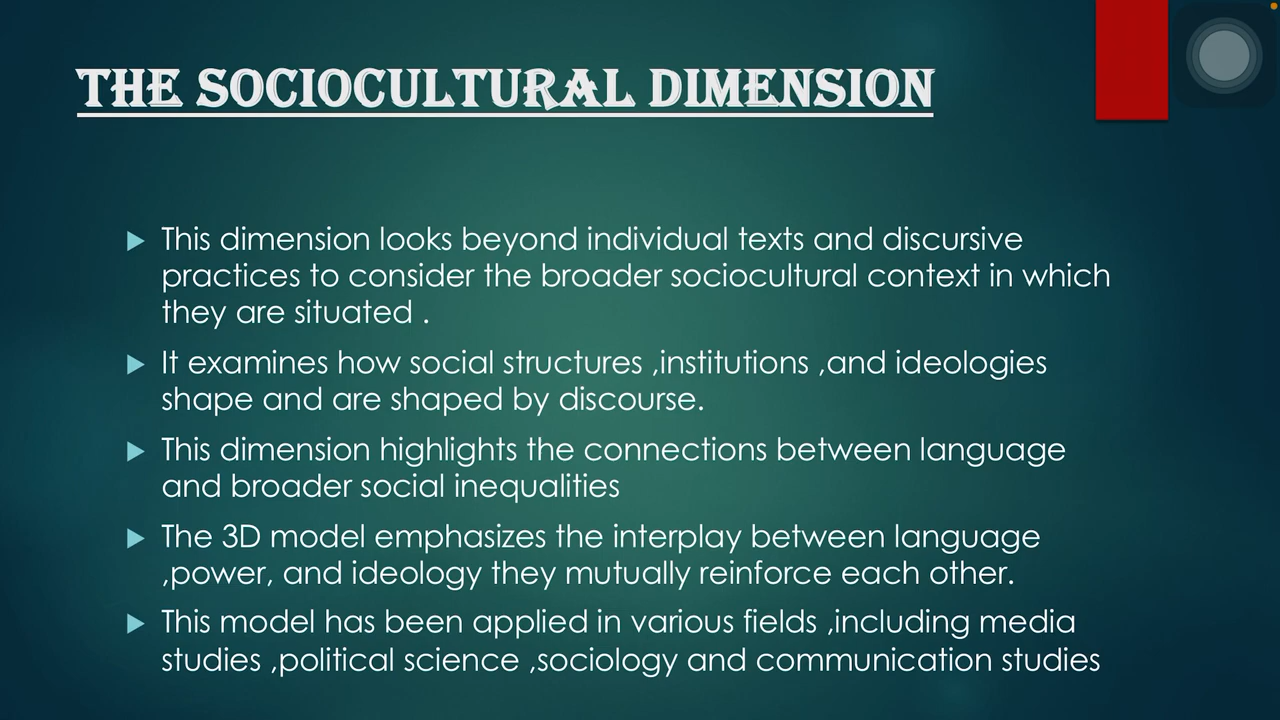 THE SOCIOCULTURAL DIMENSION
This dimension looks beyond individual texts and discursive
practices to consider the broader sociocultural context in which
they are situated .
It examines how social structures ,institutions ,and ideologies
shape and are shaped by discourse.
This dimension highlights the connections between language
and broader social inequalities
The 3D model emphasizes the interplay between language
,power, and ideology they mutually reinforce each other.
This model has been applied in various fields ,including media
studies ,political science ,sociology and communication studies